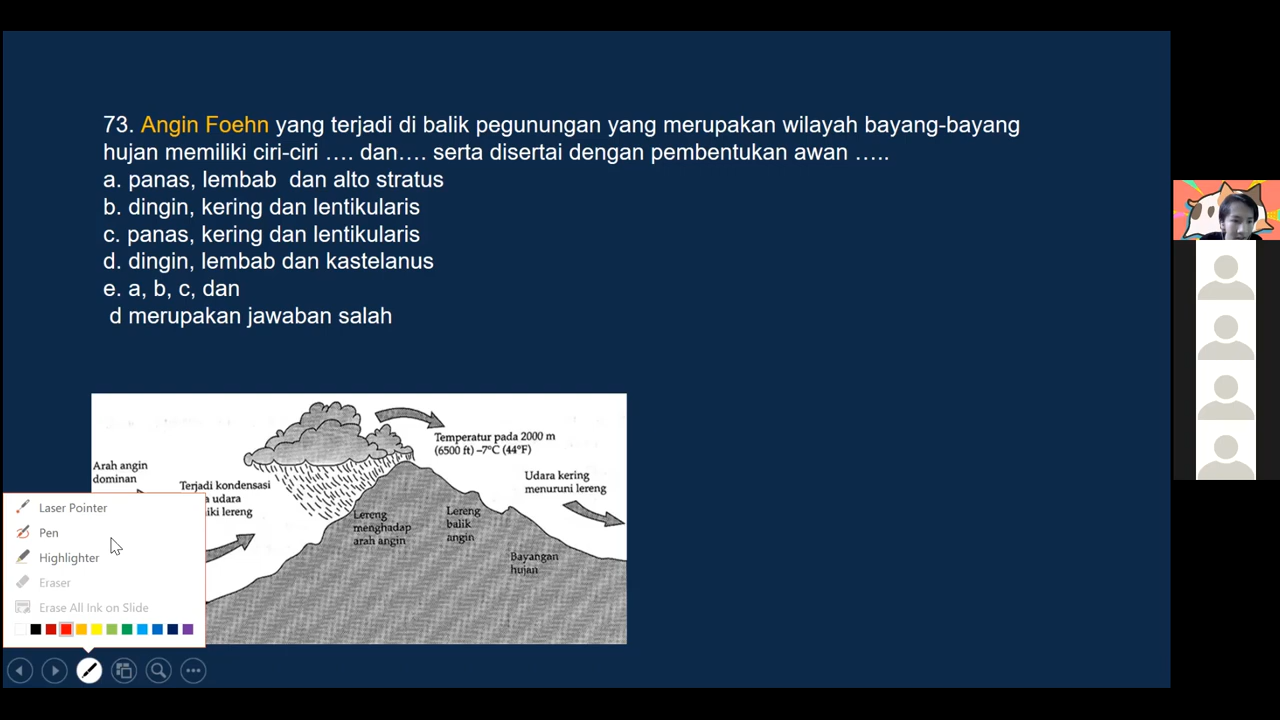 73. Angin Foehn yang terjadi di balik pegunungan yang merupakan wilayah bayang-bayang
hujan memiliki ciri-ciri …. dan…. serta disertai dengan pembentukan awan …..
a. panas, lembab  dan alto stratus
b. dingin, kering dan lentikularis
c. panas, kering dan lentikularis
d. dingin, lembab dan kastelanus
e. a, b, c, dan
d merupakan jawaban salah
Temperatur pada 2000 m
(6500 ft) –7°C (44°F)
Arah angin
dominan
Udara kering
menuruni lereng
Terjadi kondensasi
udara
lereng
Lereng
menghadap
arah angin
Lereng
balik
angin
Bayangan
hujan
Laser Pointer
Pen
Highlighter
Eraser
Erase All Ink on Slide